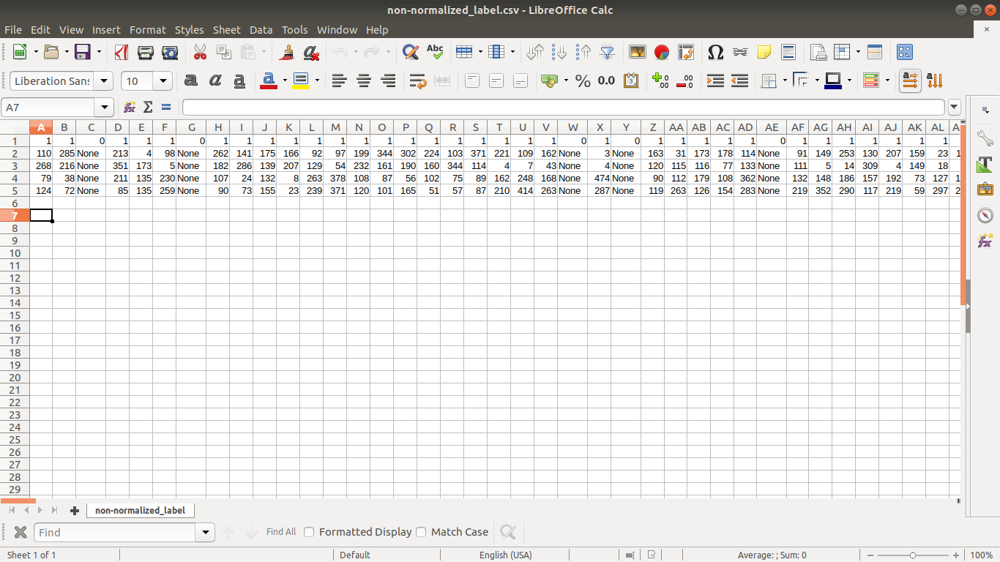 non-normalized_label.csv - LibreOffice Calc
File Edit View Insert Format Styles Sheet Data Tools Window Help
Liberation Sans 10
A7
A B C D E F G H I J K L M N O P Q R S T U V W X Y Z AA AB AC AD AE AF AG AH AI AJ AK AL A
1 1 1 0 1 1 1 0 1 1 1 1 1 1 1 1 1 1 1 1 1 1 1 0 1 0 1 1 1 1 1 0 1 1 1 1 1 1 1
2 110 285 None 213 4 98 None 262 141 175 166 92 97 199 344 302 224 103 371 221 109 162 None 3 None 163 31 173 178 114 None 91 149 253 130 207 159 23 1
3 268 216 None 351 173 5 None 182 286 139 207 129 54 232 161 190 160 344 114 4 7 43 None 4 None 120 115 116 77 133 None 111 5 14 309 4 149 18
4 79 38 None 211 135 230 None 107 24 132 8 263 378 108 87 56 102 75 89 162 248 168 None 474 None 90 112 179 108 362 None 132 148 186 157 192 73 127 1
5 124 72 None 85 135 259 None 90 73 155 23 239 371 120 101 165 51 57 87 210 414 263 None 287 None 119 263 126 154 283 None 219 352 290 117 219 59 297 2
6
7
8
9
10
11
12
13
14
15
16
17
18
19
20
21
22
23
24
25
26
27
28
29
non-normalized_label
Find Find All Formatted Display Match Case
Sheet 1 of 1 Default English (USA) Average: ; Sum: 0 100%